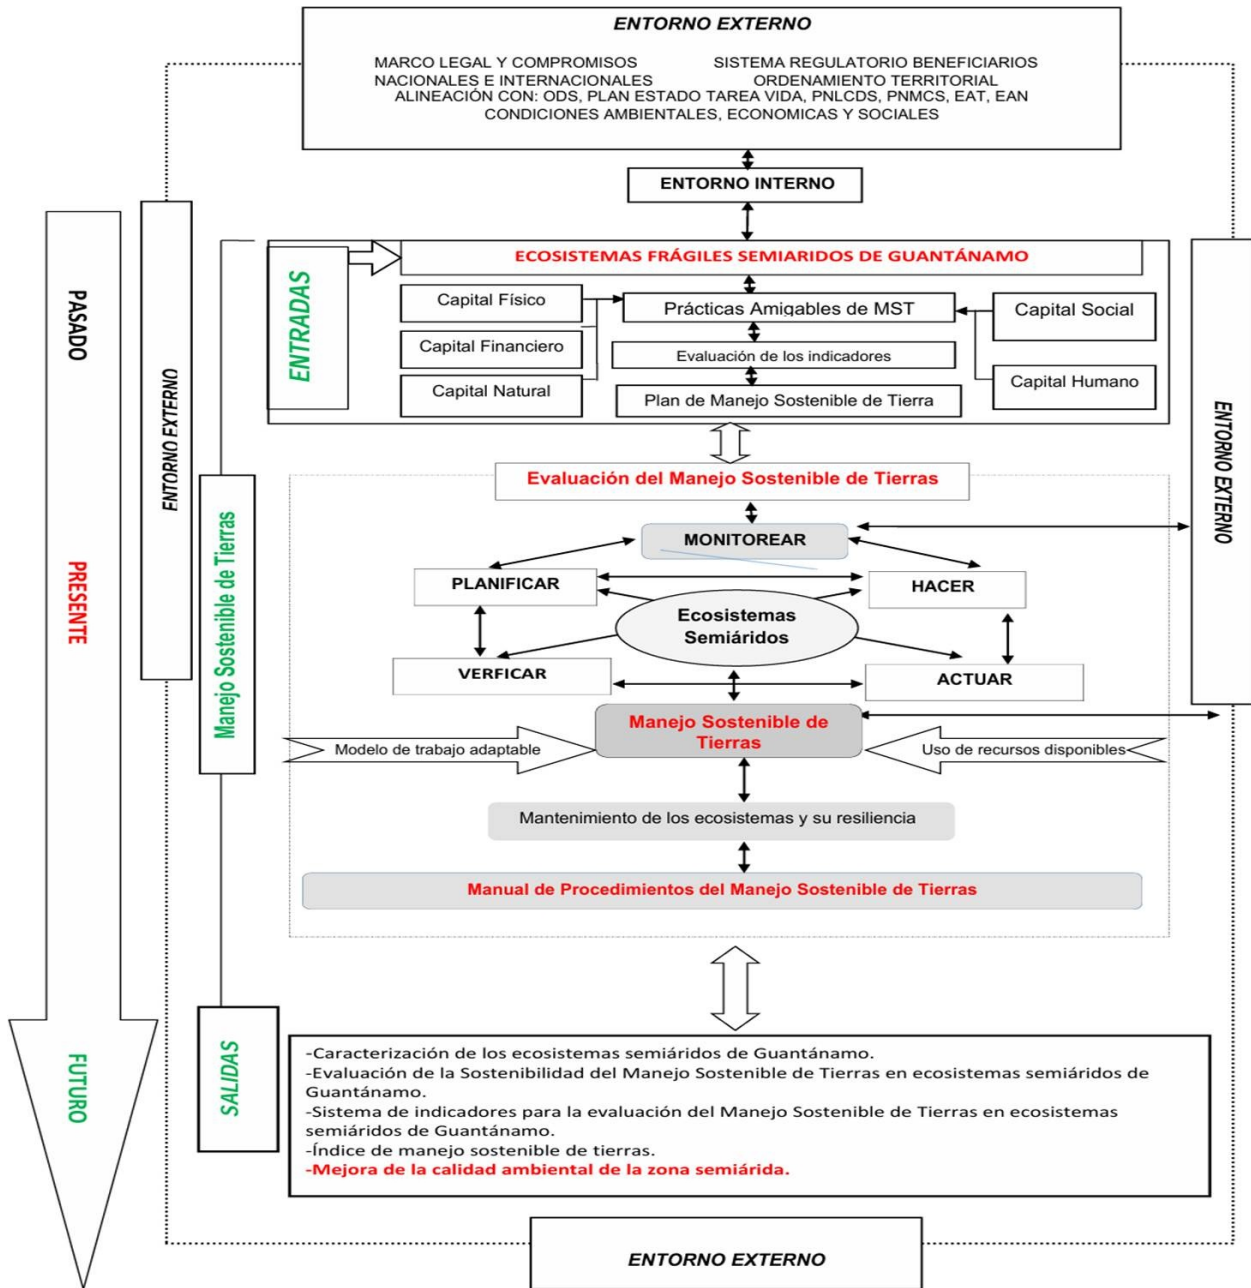 ENTORNO EXTERNO
MARCO LEGAL Y COMPROMISOS
NACIONALES E INTERNACIONALES
SISTEMA REGULATORIO BENEFICIARIOS
ORDENAMIENTO TERRITORIAL
ALINEACIÓN CON: ODS, PLAN ESTADO TAREA VIDA, PNLCDS, PNMCS, EAT, EAN
CONDICIONES AMBIENTALES, ECONOMICAS Y SOCIALES
ENTORNO INTERNO
PASADO
PRESENTE
FUTURO
ENTORNO EXTERNO
ENTORNO EXTERNO
ENTRADAS
ECOSISTEMAS FRÁGILES SEMIARIDOS DE GUANTÁNAMO
Capital Físico
Capital Financiero
Capital Natural
Prácticas Amigables de MST
Evaluación de los indicadores
Plan de Manejo Sostenible de Tierra
Capital Social
Capital Humano
Manejo Sostenible de Tierras
Evaluación del Manejo Sostenible de Tierras
MONITOREAR
PLANIFICAR
HACER
Ecosistemas
Semiáridos
VERFICAR
ACTUAR
Manejo Sostenible de
Tierras
Modelo de trabajo adaptable
Uso de recursos disponibles
Mantenimiento de los ecosistemas y su resiliencia
Manual de Procedimientos del Manejo Sostenible de Tierras
SALIDAS
-Caracterización de los ecosistemas semiáridos de Guantánamo.
-Evaluación de la Sostenibilidad del Manejo Sostenible de Tierras en ecosistemas semiáridos de
Guantánamo.
-Sistema de indicadores para la evaluación del Manejo Sostenible de Tierras en ecosistemas
semiáridos de Guantánamo.
-Índice de manejo sostenible de tierras.
-Mejora de la calidad ambiental de la zona semiárida.
ENTORNO EXTERNO